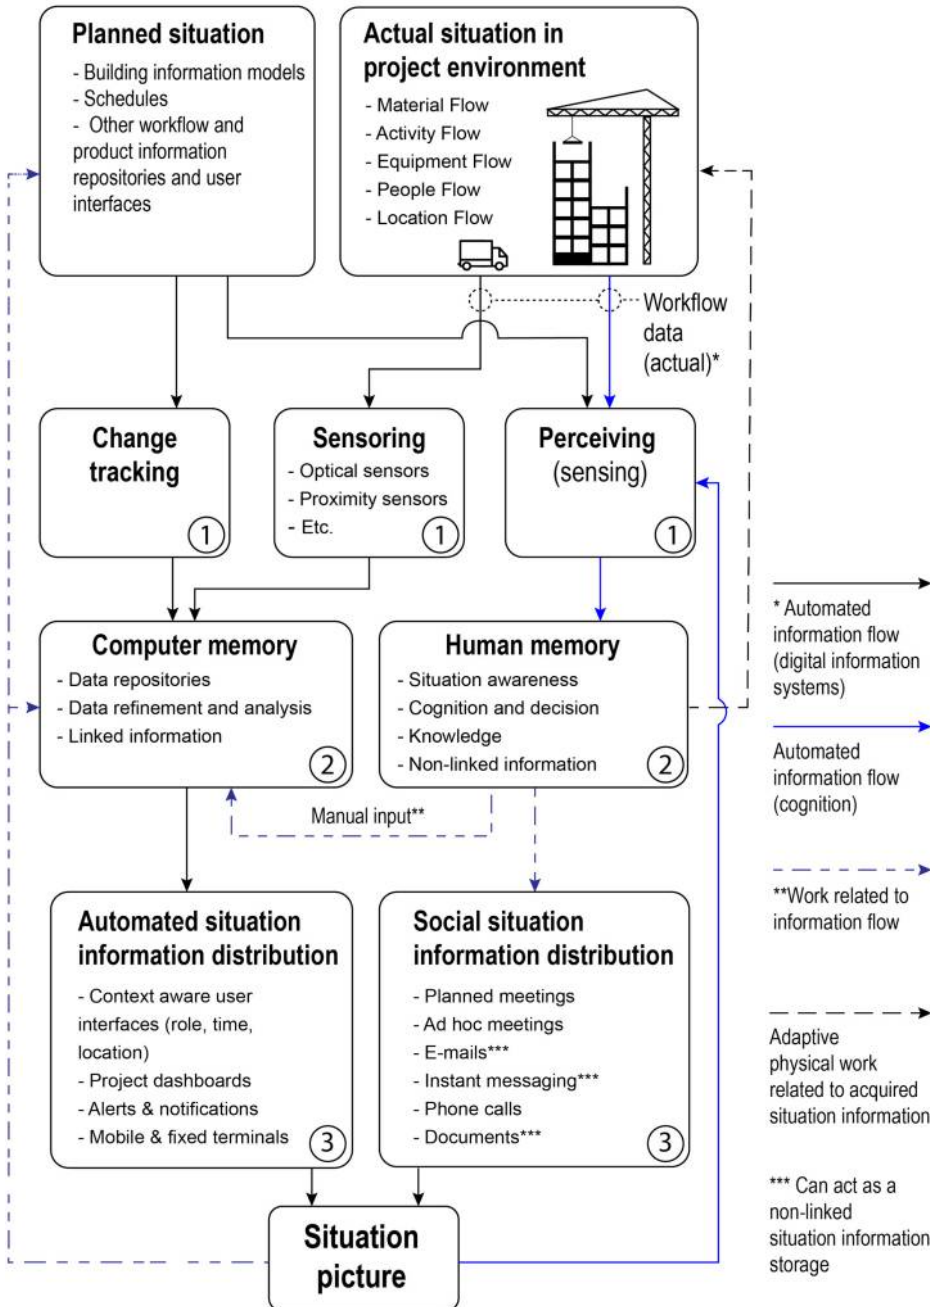 Planned situation
- Building information models
- Schedules
- Other workflow and
product information
repositories and user
interfaces
Actual situation in
project environment
- Material Flow
- Activity Flow
- Equipment Flow
- People Flow
- Location Flow
Workflow
data
(actual)*
Change
tracking
1
Sensoring
- Optical sensors
- Proximity sensors
- Etc.
1
Perceiving
(sensing)
1
Computer memory
- Data repositories
- Data refinement and analysis
- Linked information
2
Human memory
- Situation awareness
- Cognition and decision
- Knowledge
- Non-linked information
2
Manual input**
Automated situation
information distribution
- Context aware user
interfaces (role, time,
location)
- Project dashboards
- Alerts & notifications
- Mobile & fixed terminals
3
Social situation
information distribution
- Planned meetings
- Ad hoc meetings
- E-mails***
- Instant messaging***
- Phone calls
- Documents***
3
Situation
picture
* Automated
information flow
(digital information
systems)
Automated
information flow
(cognition)
**Work related to
information flow
Adaptive
physical work
related to acquired
situation information
*** Can act as a
non-linked
situation information
storage